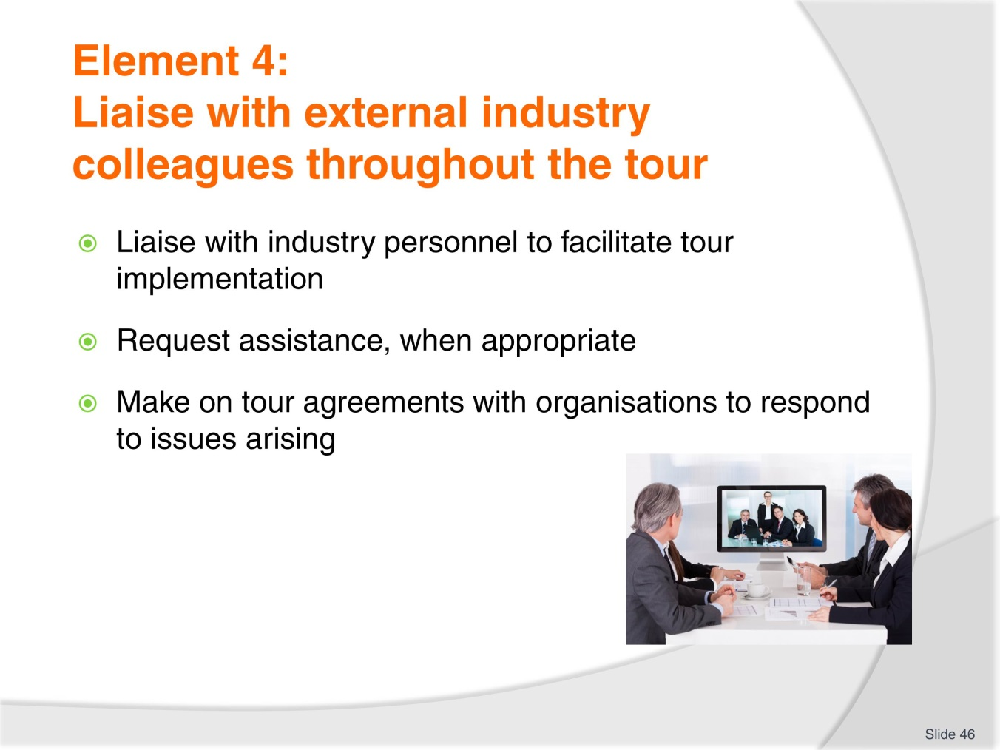 Element 4:
Liaise with external industry
colleagues throughout the tour
Liaise with industry personnel to facilitate tour
implementation
Request assistance, when appropriate
Make on tour agreements with organisations to respond
to issues arising
Slide 46